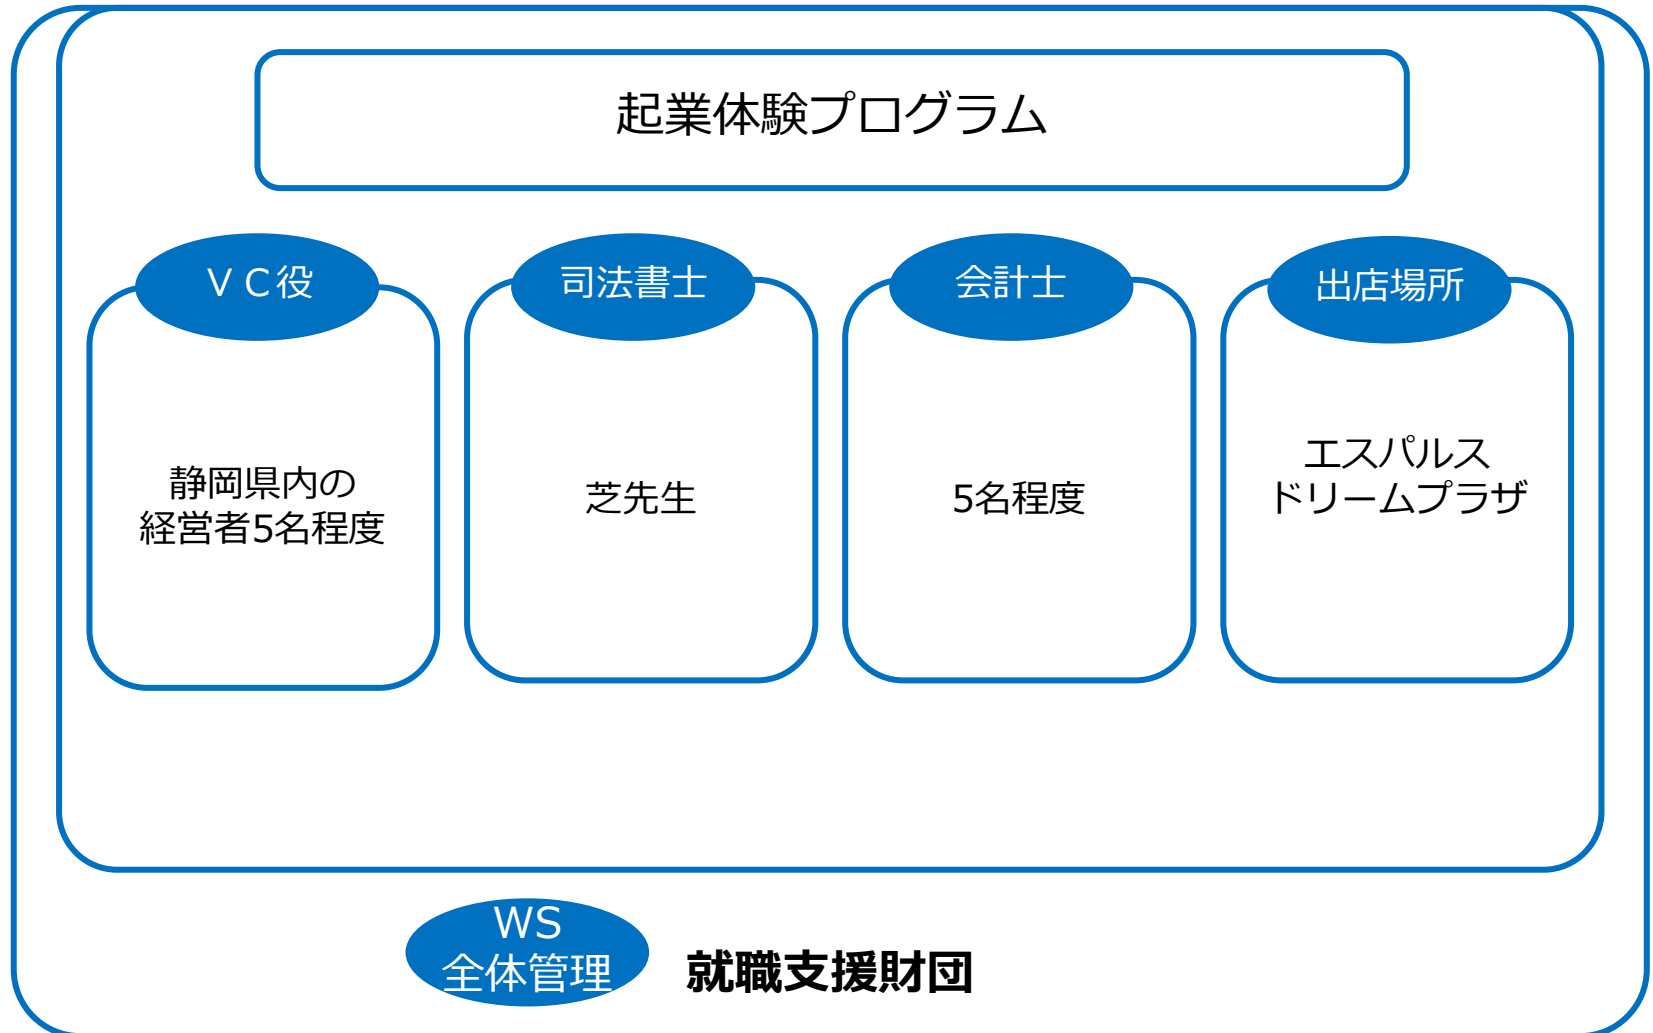 起業体験プログラム
ＶＣ役
司法書士
会計士
出店場所
静岡県内の
経営者5名程度
芝先生
5名程度
エスパルス
ドリームプラザ
WS
全体管理
就職支援財団